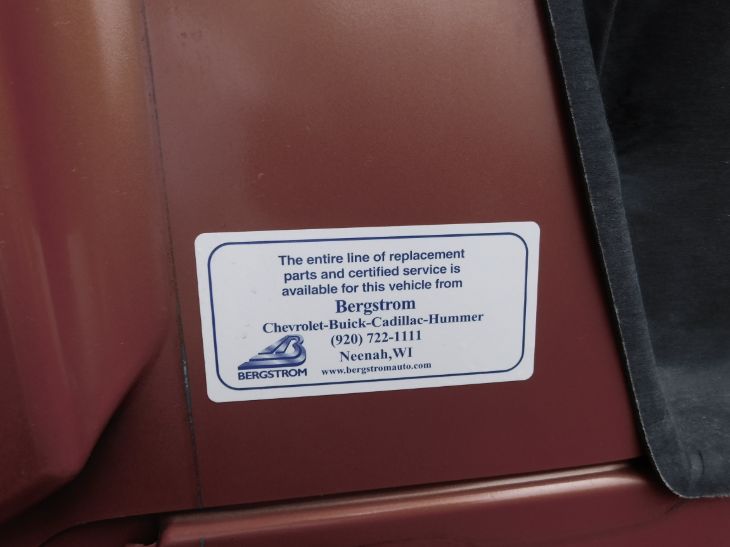 The entire line of replacement
parts and certified service is
available for this vehicle from
Bergstrom
Chevrolet-Buick-Cadillac-Hummer
(920) 722-1111
Neenah,WI
www.bergstromauto.com
BERGSTROM